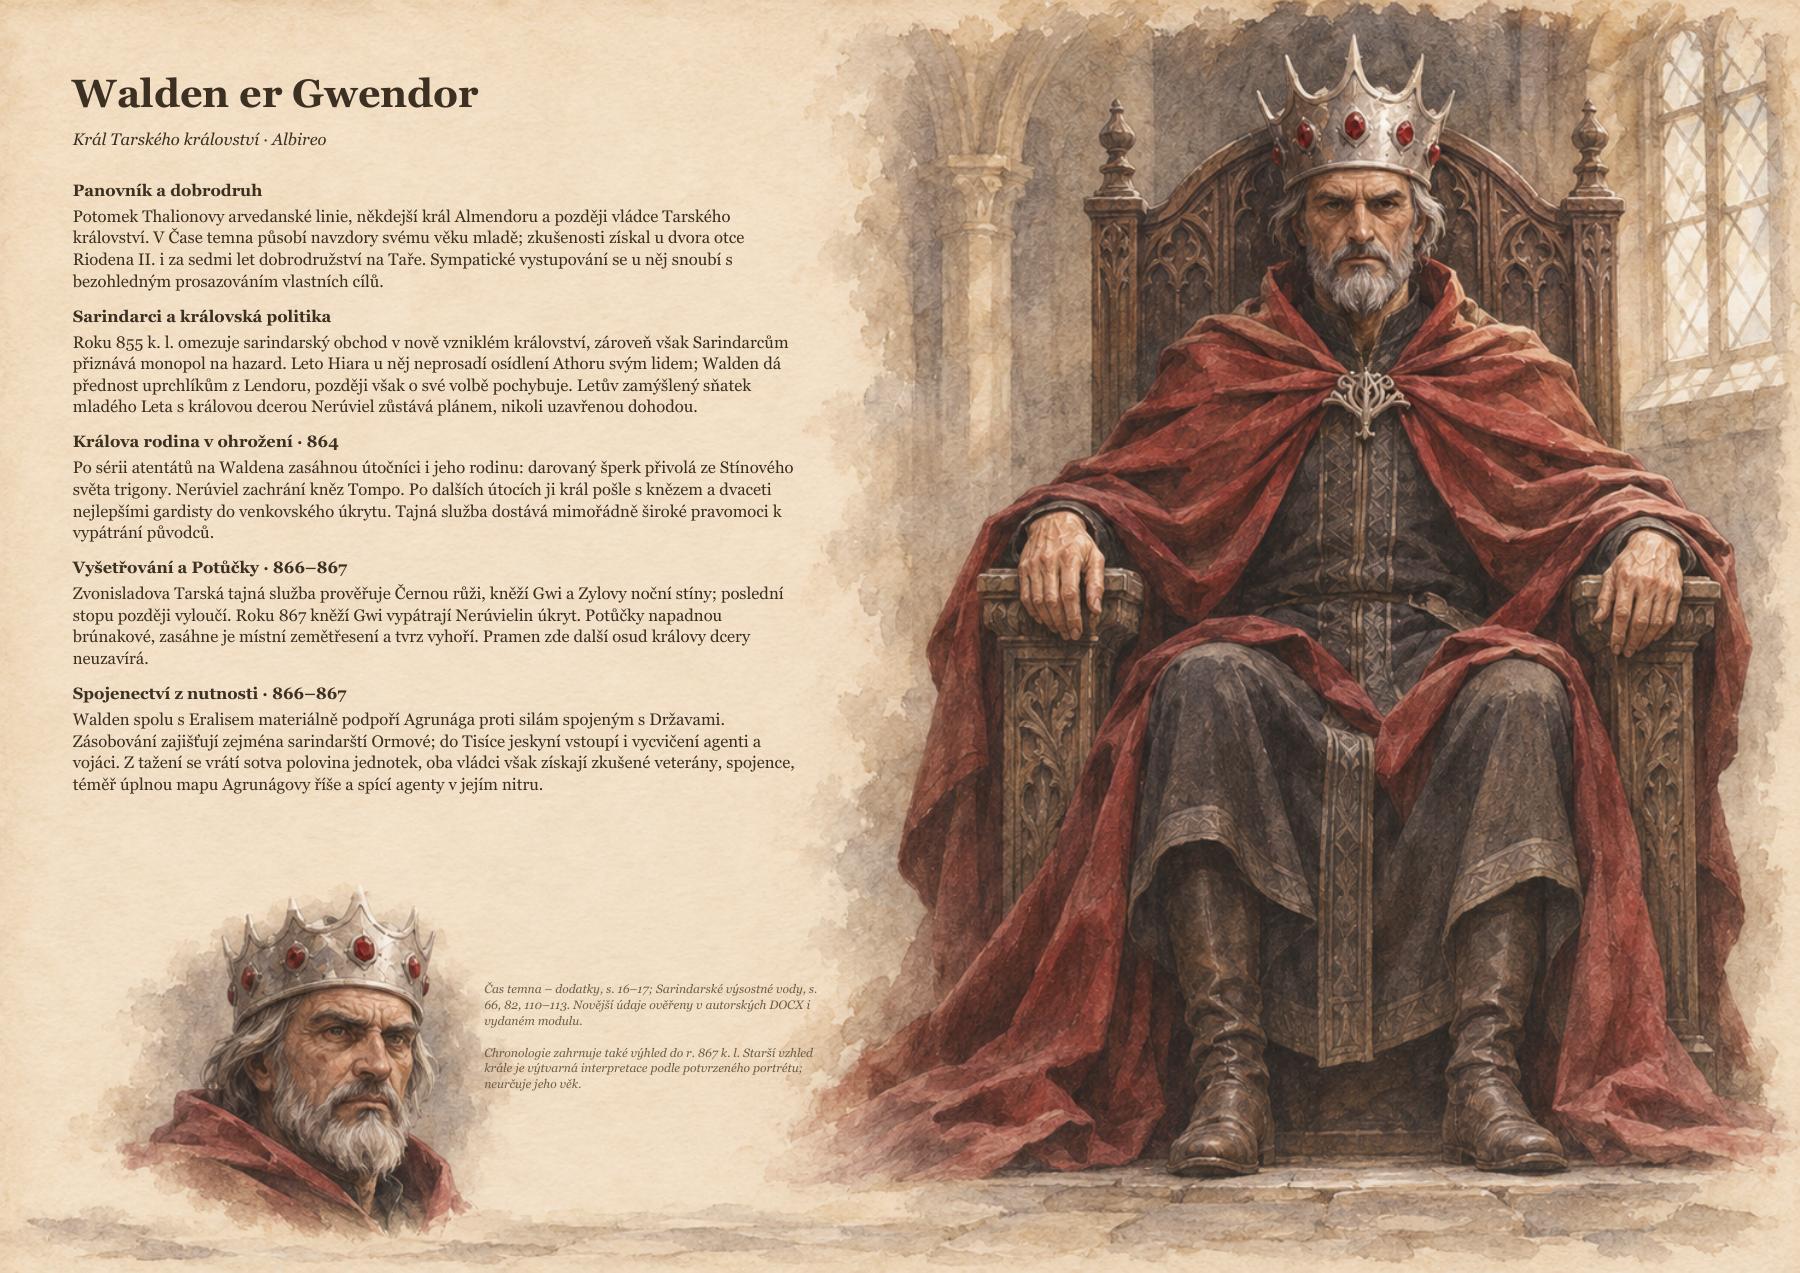 Walden er Gwendor
Král Tarského království · Albireo
Panovník a dobrodruh
Potomek Thalionovy arvedanské linie, někdejší král Almendoru a později vládce Tarského
království. V Čase temna působí navzdory svému věku mladě; zkušenosti získal u dvora otce
Riodena II. i za sedmi let dobrodružství na Taře. Sympatické vystupování se u něj snoubí s
bezohledným prosazováním vlastních cílů.
Sarindarci a královská politika
Roku 855 k. l. omezuje sarindarský obchod v nově vzniklém království, zároveň však Sarindarcům
přiznává monopol na hazard. Leto Hiara u něj neprosadí osídlení Athoru svým lidem; Walden dá
přednost uprchlíkům z Lendoru, později však o své volbě pochybuje. Letův zamýšlený sňatek
mladého Leta s královou dcerou Nerúviel zůstává plánem, nikoli uzavřenou dohodou.
Králova rodina v ohrožení · 864
Po sérii atentátů na Waldena zasáhnou útočníci i jeho rodinu: darovaný šperk přivolá ze Stínového
světa trigony. Nerúviel zachrání kněz Tompo. Po dalších útocích ji král pošle s knězem a dvaceti
nejlepšími gardisty do venkovského úkrytu. Tajná služba dostává mimořádně široké pravomoci k
vypátrání původců.
Vyšetřování a Potůčky · 866–867
Zvonisladova Tarská tajná služba prověřuje Černou růži, kněží Gwi a Zylovy noční stíny; poslední
stopu později vyloučí. Roku 867 kněží Gwi vypátrají Nerúvielin úkryt. Potůčky napadnou
brúnakové, zasáhne je místní zemětřesení a tvrz vyhoří. Pramen zde další osud královy dcery
neuzavírá.
Spojenectví z nutnosti · 866–867
Walden spolu s Eralisem materiálně podpoří Agrunága proti silám spojeným s Državami.
Zásobování zajišťují zejména sarindarští Ormové; do Tisíce jeskyní vstoupí i vycvičení agenti a
vojáci. Z tažení se vrátí sotva polovina jednotek, oba vládci však získají zkušené veterány, spojence,
téměř úplnou mapu Agrunágovy říše a spící agenty v jejím nitru.
Čas temna – dodatky, s. 16–17; Sarindarské výsostné vody, s.
66, 82, 110–113. Novější údaje ověřeny v autorských DOCX i
vydaném modulu.
Chronologie zahrnuje také výhled do r. 867 k. l. Starší vzhled
krále je výtvarná interpretace podle potvrzeného portrétu;
neurčuje jeho věk.